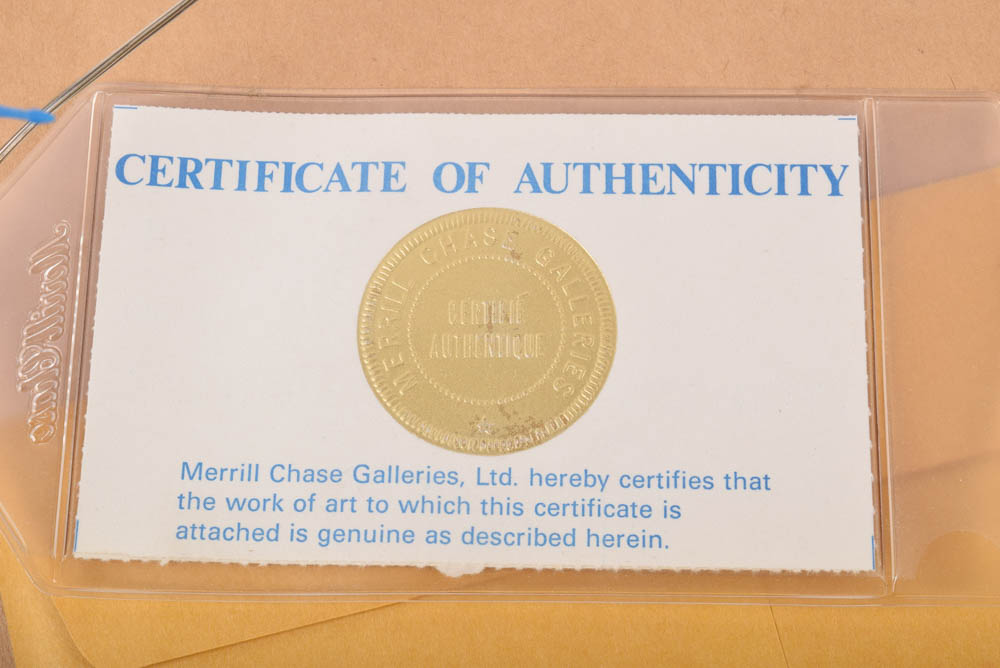 CERTIFICATE OF AUTHENTICITY
MERRILL CHASE GALLERIES
CERTIFIÉ
AUTHENTIQUE
Merrill Chase Galleries, Ltd. hereby certifies that
the work of art to which this certificate is
attached is genuine as described herein.